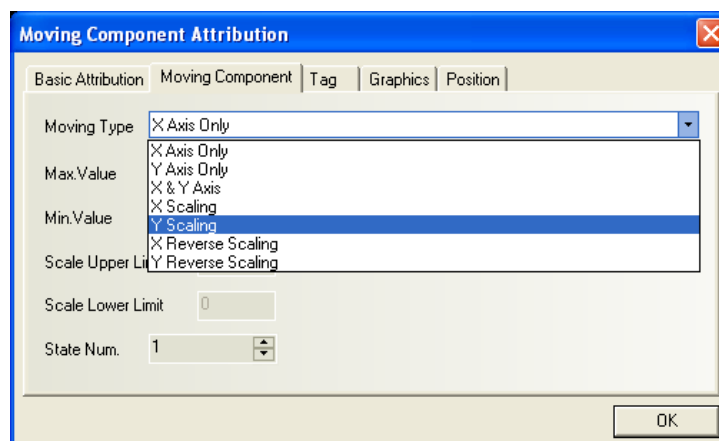 Moving Component Attribution
Basic Attribution Moving Component Tag Graphics Position
Moving Type X Axis Only
X Axis Only
Y Axis Only
Max.Value
X & Y Axis
X Scaling
Min.Value
Y Scaling
X Reverse Scaling
Scale Upper Li Y Reverse Scaling
Scale Lower Limit 0
State Num. 1
OK